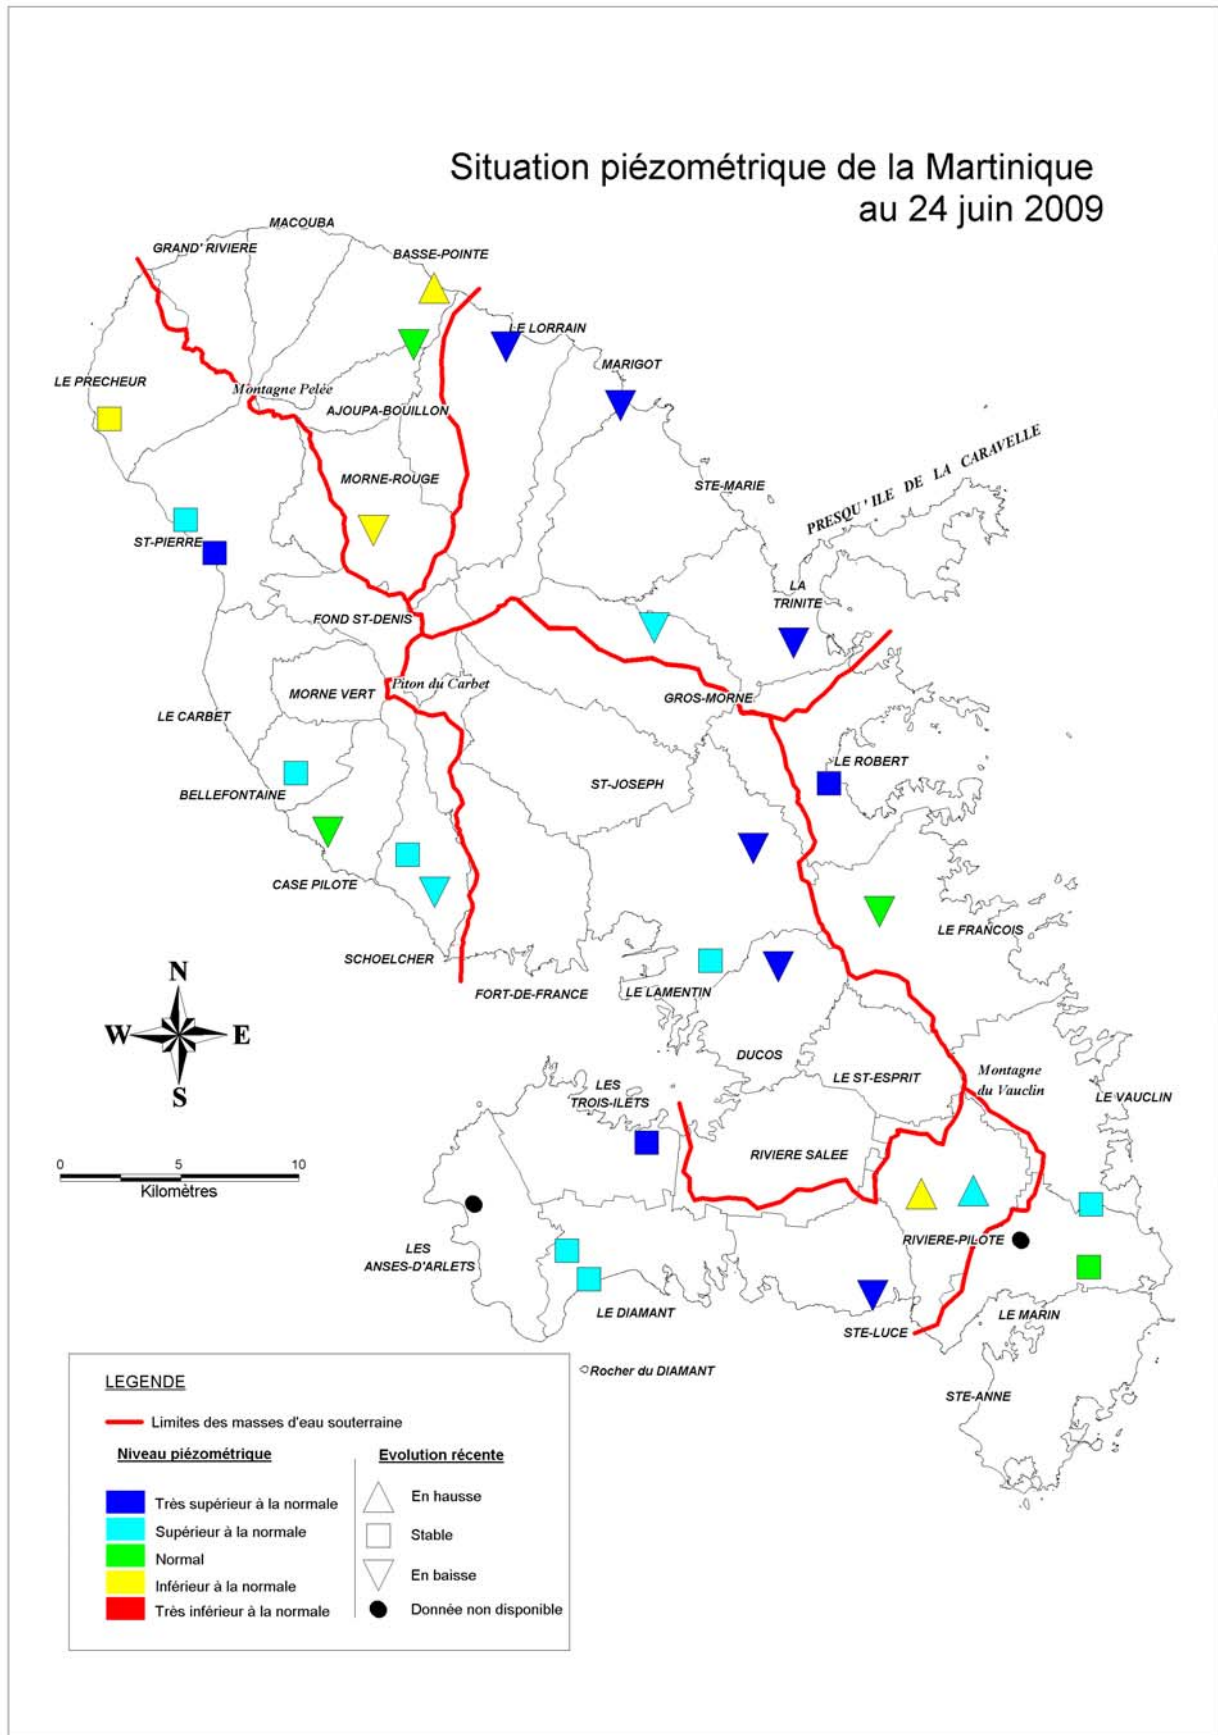 Situation piézométrique de la Martinique
au 24 juin 2009
MACOUBA
GRAND' RIVIERE
BASSE-POINTE
LE LORRAIN
MARIGOT
LE PRECHEUR
Montagne Pelée
AJOUPA-BOUILLON
PRESQU'ILE DE LA CARAVELLE
MORNE-ROUGE
STE-MARIE
ST-PIERRE
LA
TRINITE
FOND ST-DENIS
MORNE VERT
Piton du Carbet
GROS-MORNE
LE CARBET
LE ROBERT
ST-JOSEPH
BELLEFONTAINE
CASE PILOTE
LE FRANCOIS
SCHOELCHER
FORT-DE-FRANCE
LE LAMENTIN
N
W
E
S
DUCOS
LE ST-ESPRIT
Montagne
du Vauclin
LES
TROIS-ILETS
LE VAUCLIN
RIVIERE SALEE
0
5
10
Kilomètres
RIVIERE-PILOTE
LES
ANSES-D'ARLETS
LE DIAMANT
LE MARIN
STE-LUCE
Rocher du DIAMANT
STE-ANNE
LEGENDE
Limites des masses d'eau souterraine
Niveau piézométrique
Très supérieur à la normale
Supérieur à la normale
Normal
Inférieur à la normale
Très inférieur à la normale
Evolution récente
En hausse
Stable
En baisse
Donnée non disponible